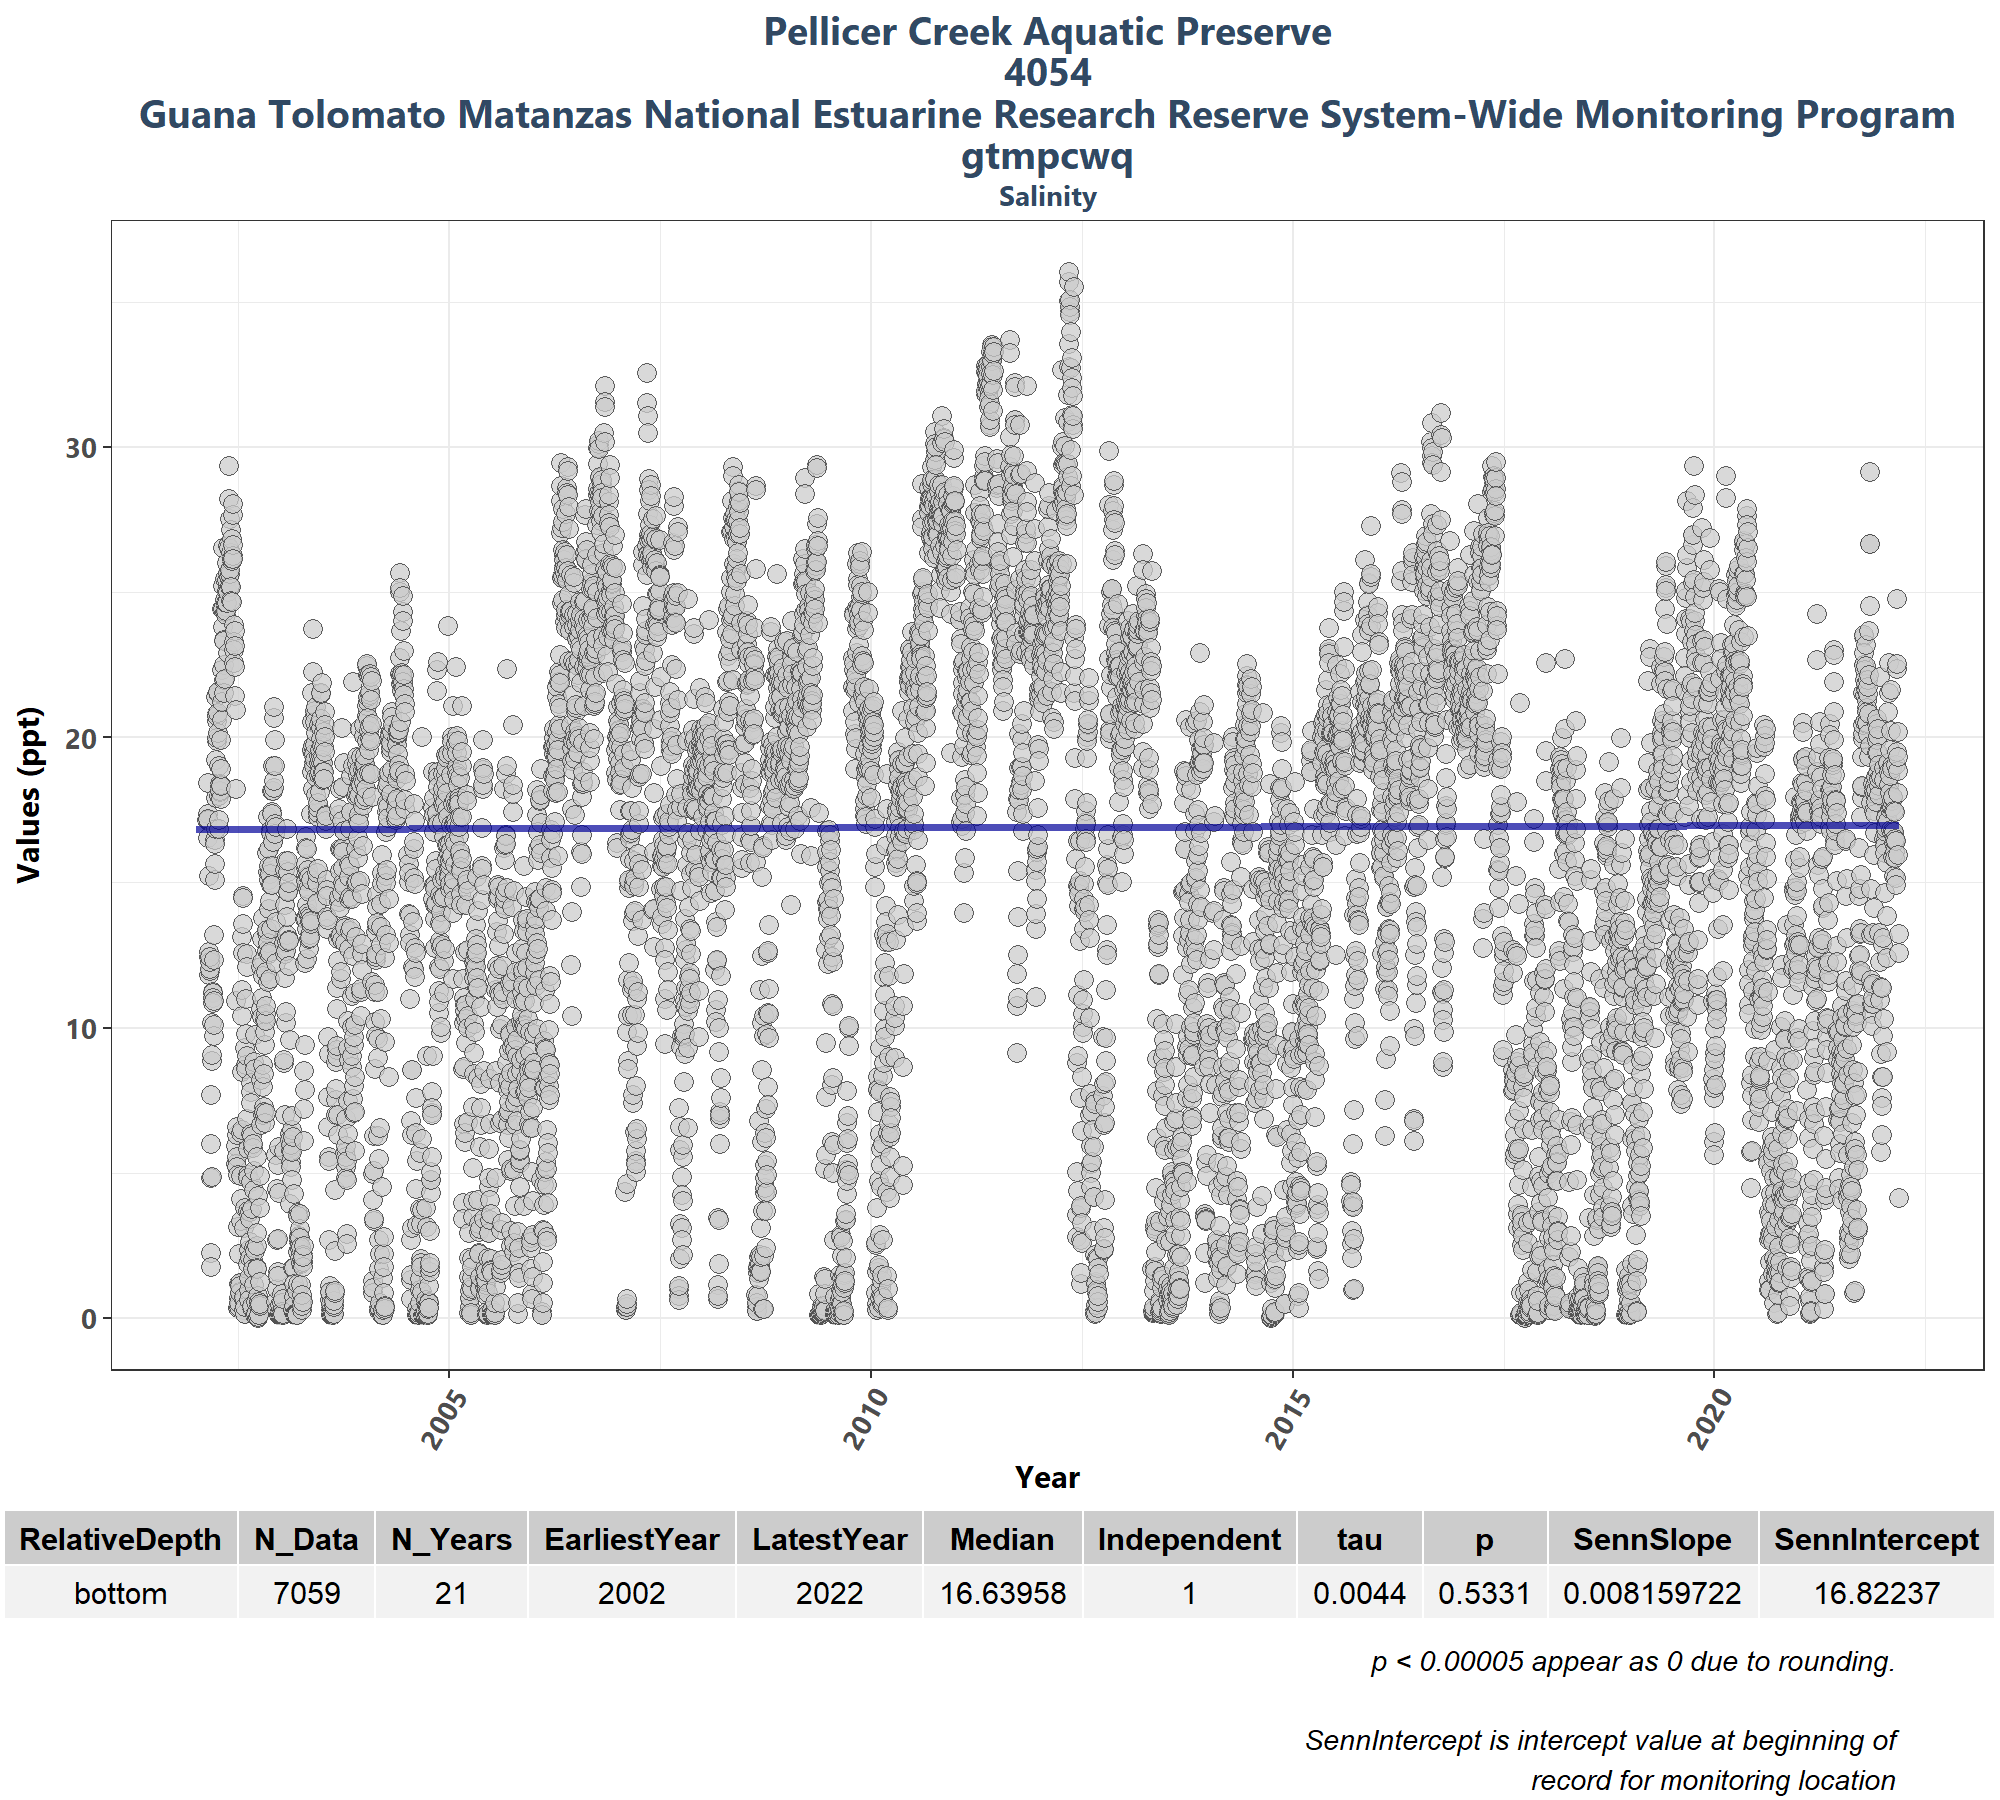 Pellicer Creek Aquatic Preserve
4054
Guana Tolomato Matanzas National Estuarine Research Reserve System-Wide Monitoring Program
gtmpcwq
Salinity
Values (ppt)
30
20
10
0
2005 2010 2015 2020
Year
RelativeDepth N_Data N_Years EarliestYear LatestYear Median Independent tau p SennSlope SennIntercept
bottom 7059 21 2002 2022 16.63958 1 0.0044 0.5331 0.008159722 16.82237
p < 0.00005 appear as 0 due to rounding.
SennIntercept is intercept value at beginning of
record for monitoring location